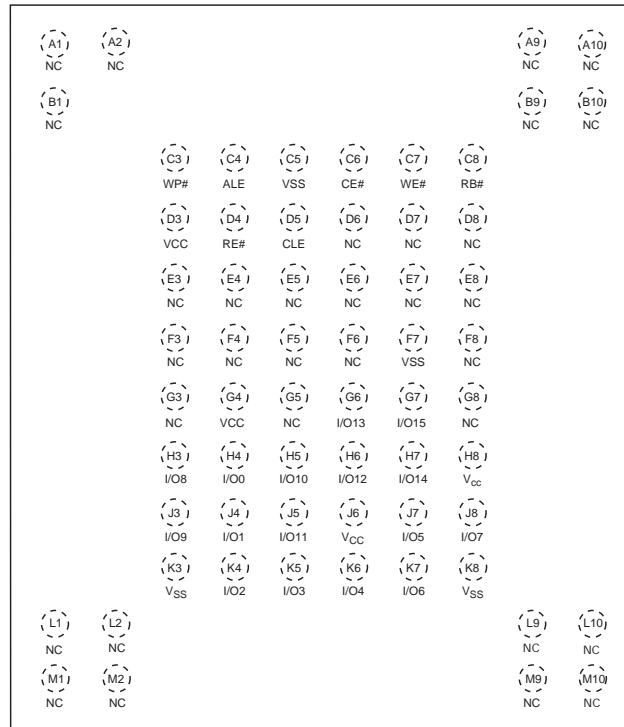 A1 A2 A9 A10
NC NC NC NC
B1 B9 B10
NC NC NC
C3 C4 C5 C6 C7 C8
WP# ALE VSS CE# WE# RB#
D3 D4 D5 D6 D7 D8
VCC RE# CLE NC NC NC
E3 E4 E5 E6 E7 E8
NC NC NC NC NC NC
F3 F4 F5 F6 F7 F8
NC NC NC NC VSS NC
G3 G4 G5 G6 G7 G8
NC VCC NC I/O13 I/O15 NC
H3 H4 H5 H6 H7 H8
I/O8 I/O0 I/O10 I/O12 I/O14 Vcc
J3 J4 J5 J6 J7 J8
I/O9 I/O1 I/O11 VCC I/O5 I/O7
K3 K4 K5 K6 K7 K8
VSS I/O2 I/O3 I/O4 I/O6 VSS
L1 L2 L9 L10
NC NC NC NC
M1 M2 M9 M10
NC NC NC NC